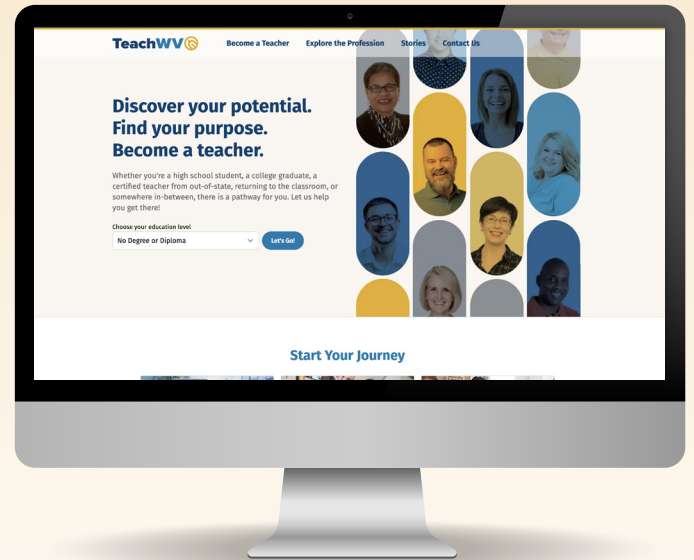 TeachWV
Become a Teacher
Explore the Profession
Stories
Contact Us
Discover your potential.
Find your purpose.
Become a teacher.
Whether you're a high school student, a college graduate, a
certified teacher from out-of-state, returning to the classroom, or
somewhere in-between, there is a pathway for you. Let us help
you get there!
Choose your education level
No Degree or Diploma
Let's Go!
Start Your Journey